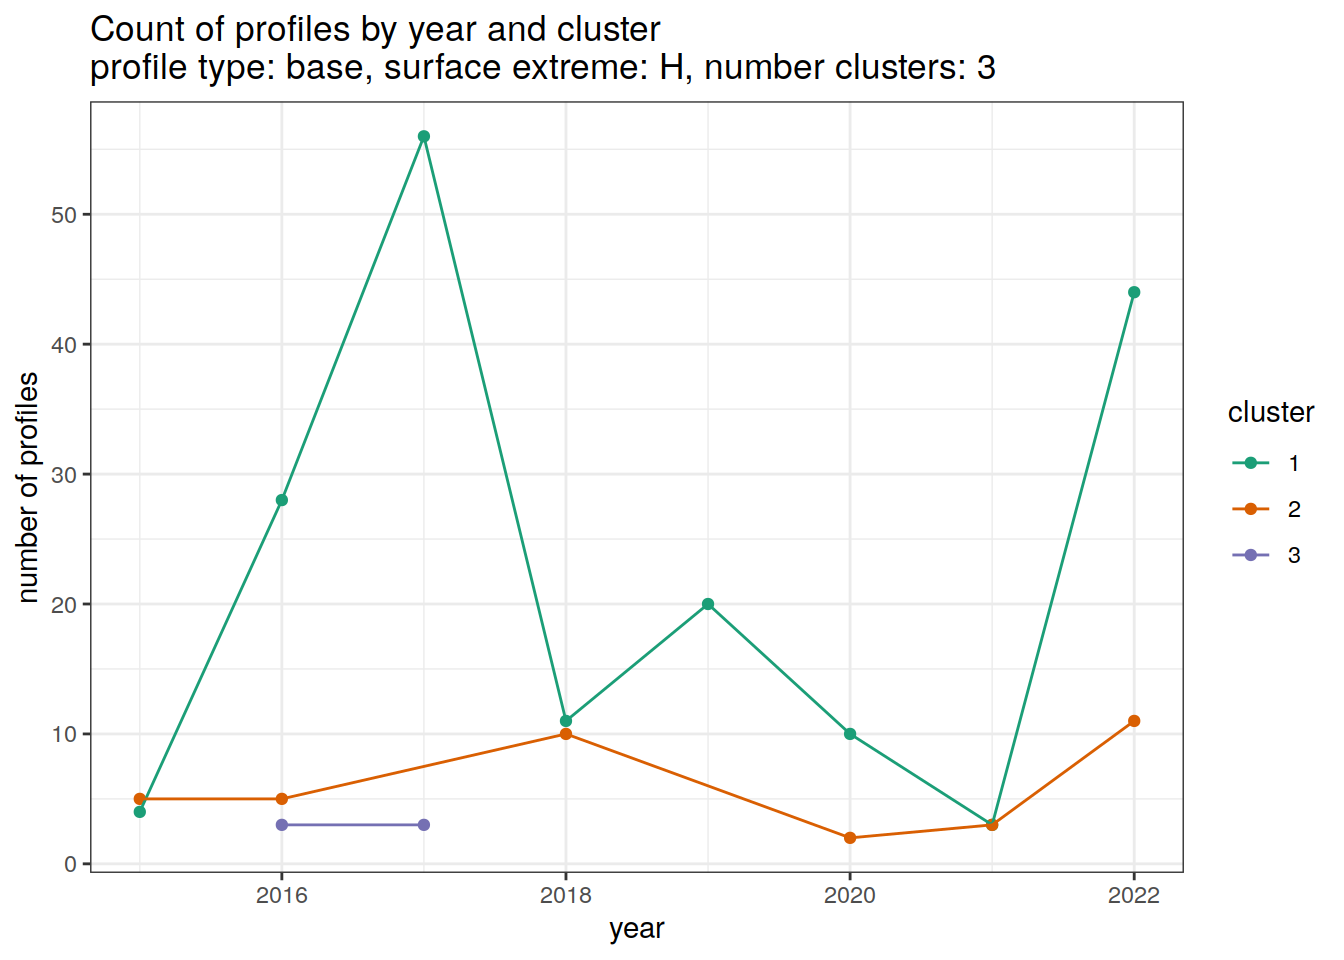 Count of profiles by year and cluster
profile type: base, surface extreme: H, number clusters: 3
number of profiles
50
40
30
20
10
0
2016
2018
2020
2022
year
cluster
1
2
3